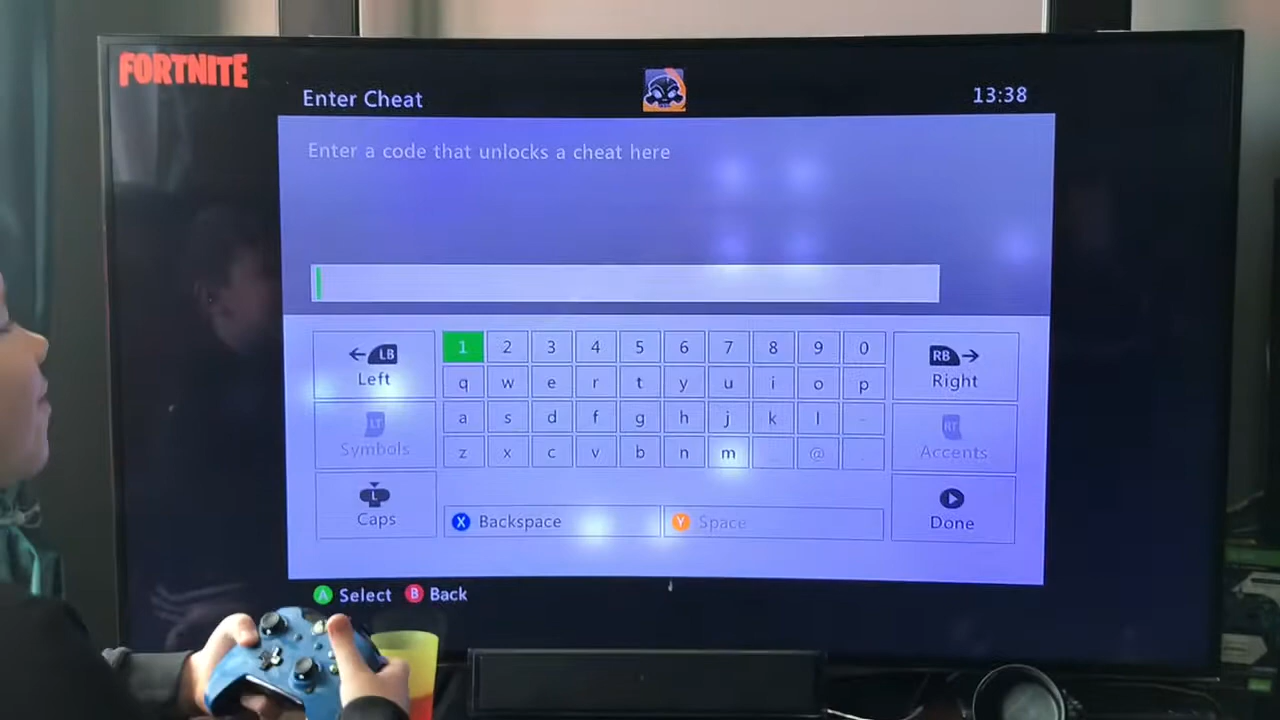 FORTNITE
Enter Cheat
13:38
Enter a code that unlocks a cheat here
LB
Left
1 2 3 4 5 6 7 8 9 0
RB
Right
q w e r t y u i o p
LT
Symbols
a s d f g h j k l -
RT
Accents
z x c v b n m _ @ .
L
Caps
X Backspace
Y Space
Done
A Select B Back